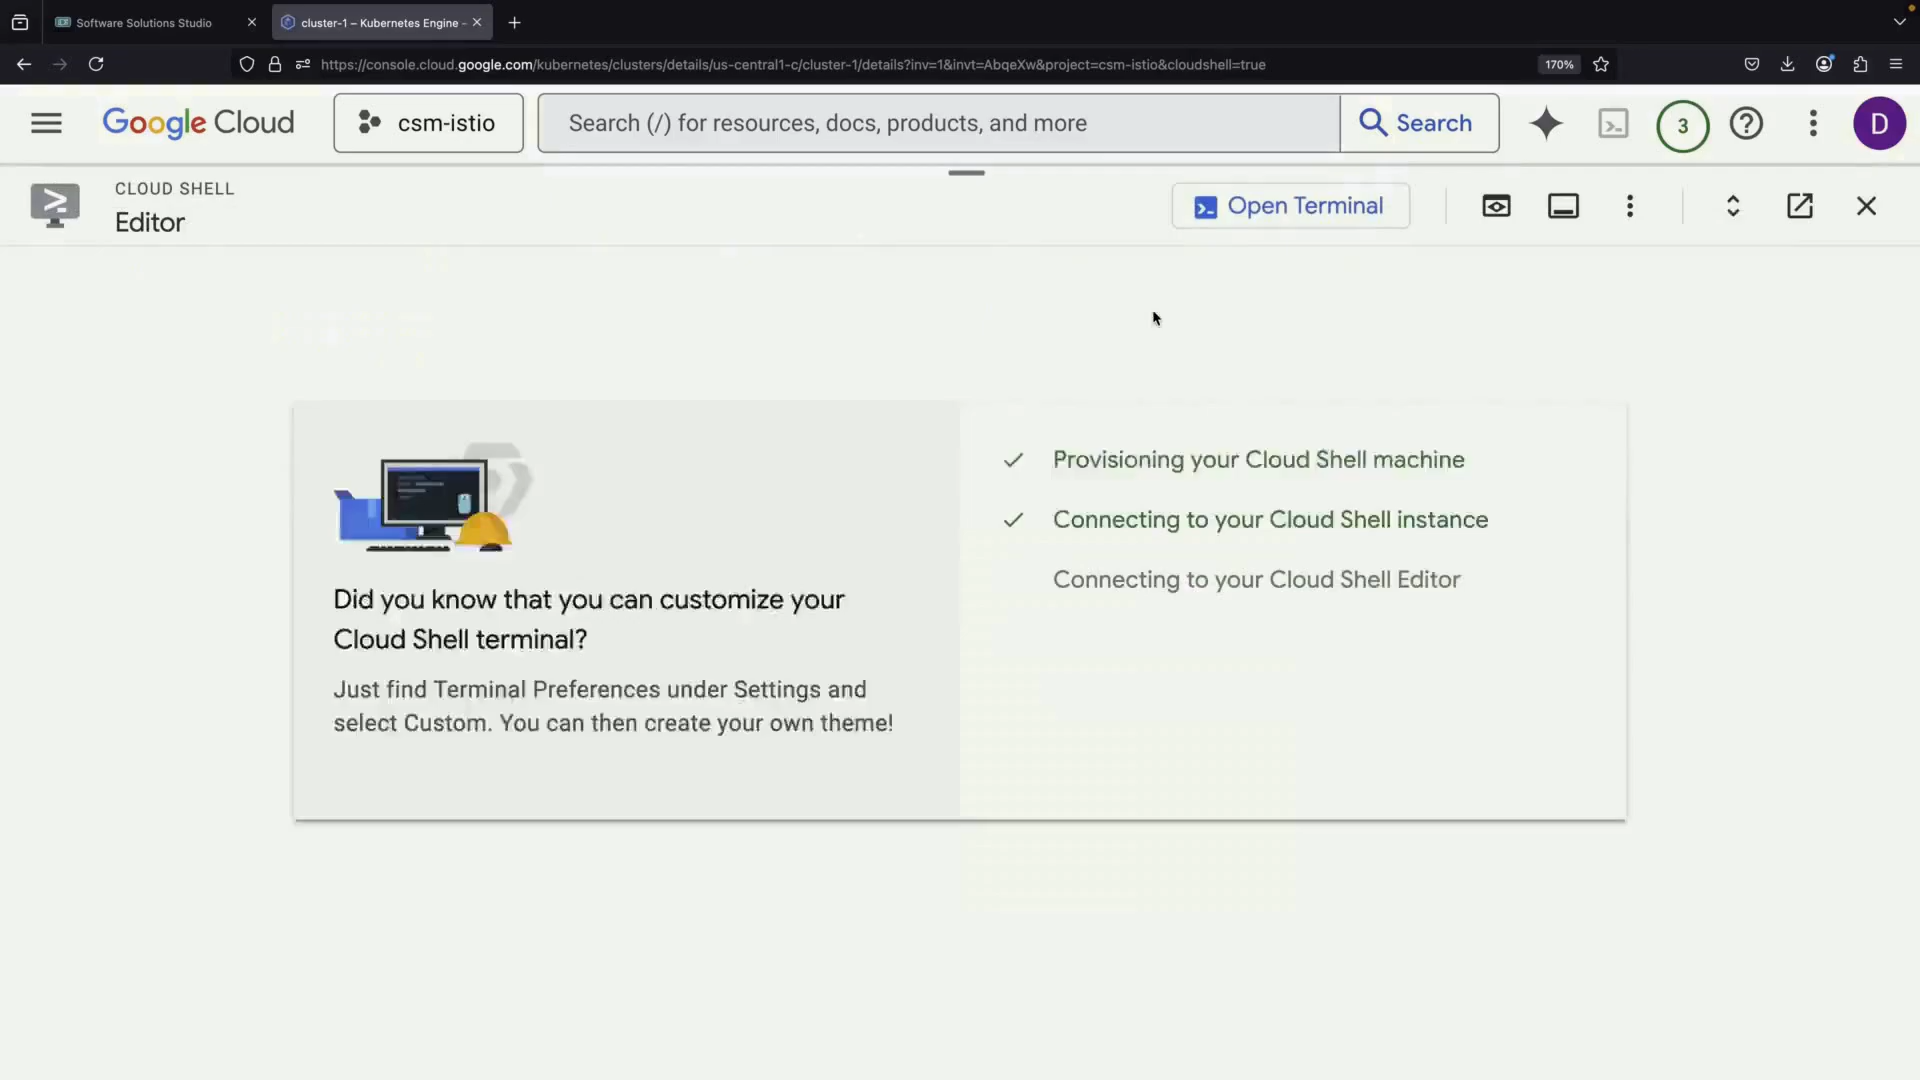 Software Solutions Studio
cluster-1 – Kubernetes Engine –
https://console.cloud.google.com/kubernetes/clusters/details/us-central1-c/cluster-1/details?inv=1&invt=AbqeXw&project=csm-istio&cloudshell=true
170%
Google Cloud
csm-istio
Search (/) for resources, docs, products, and more
Search
3
D
CLOUD SHELL
Editor
Open Terminal
Provisioning your Cloud Shell machine
Connecting to your Cloud Shell instance
Connecting to your Cloud Shell Editor
Did you know that you can customize your
Cloud Shell terminal?
Just find Terminal Preferences under Settings and
select Custom. You can then create your own theme!